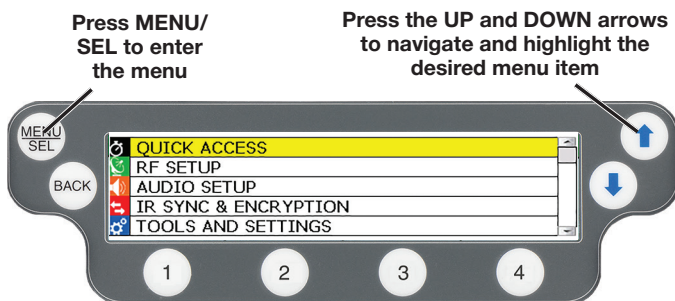 Press MENU/
SEL to enter
the menu
Press the UP and DOWN arrows
to navigate and highlight the
desired menu item
MENU
SEL
BACK
QUICK ACCESS
RF SETUP
AUDIO SETUP
IR SYNC & ENCRYPTION
TOOLS AND SETTINGS
1
2
3
4